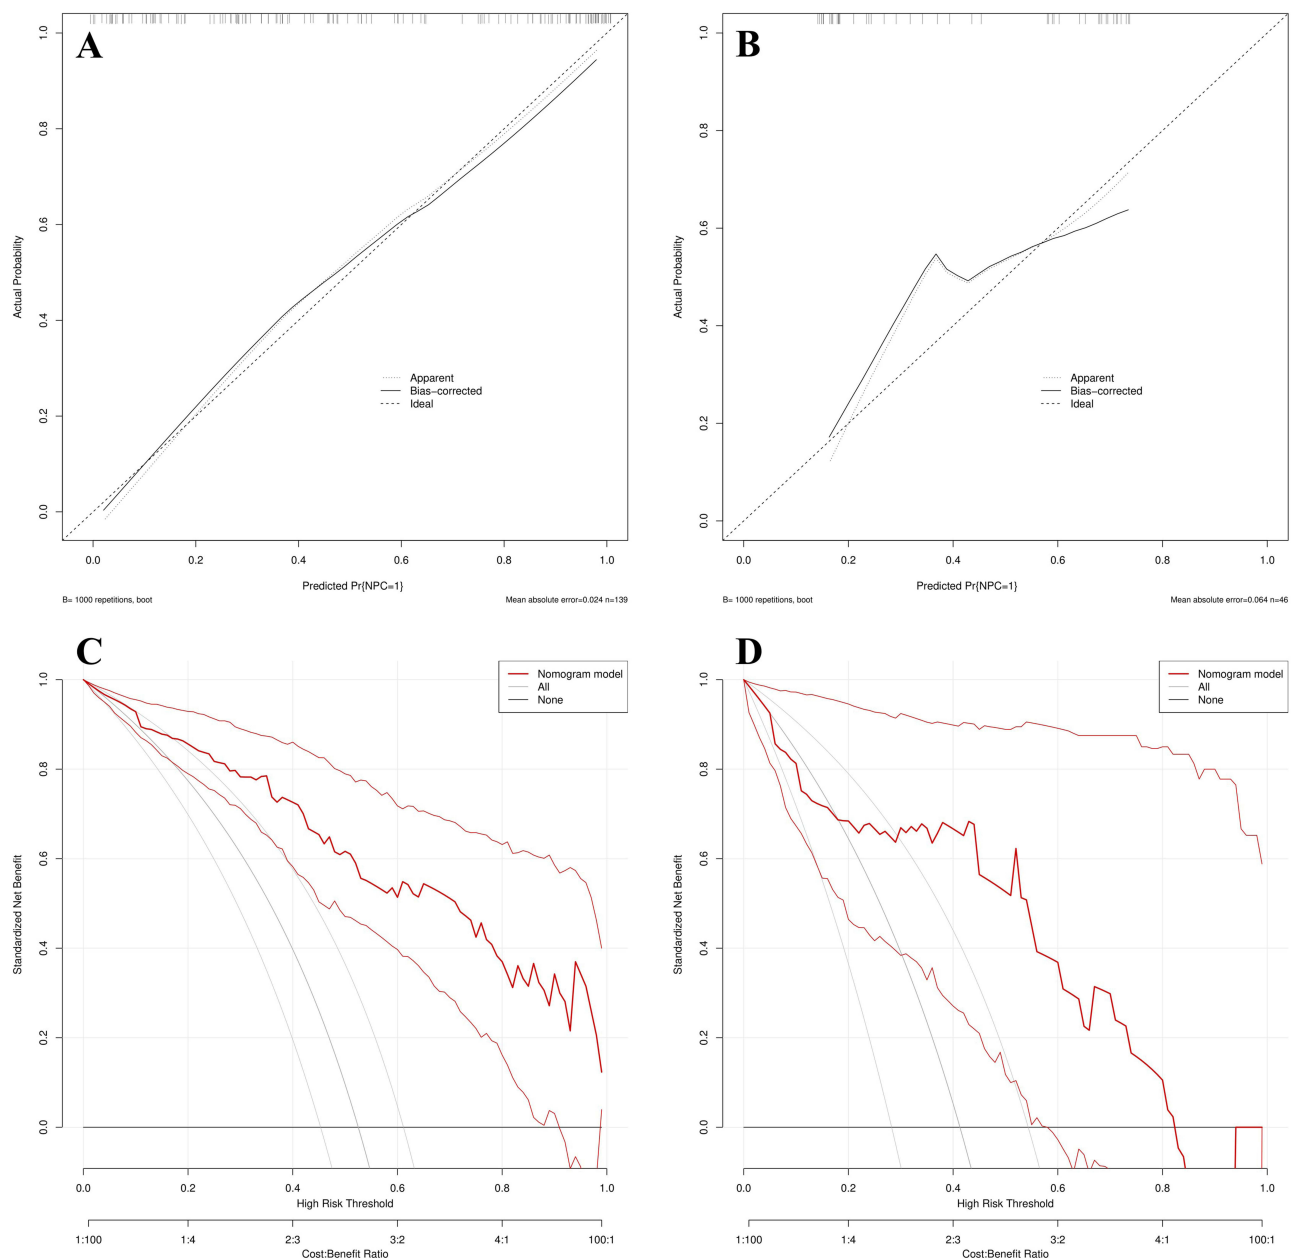 A
1.0
0.8
0.6
0.4
0.2
0.0
Actual Probability
Apparent
Bias-corrected
Ideal
0.0 0.2 0.4 0.6 0.8 1.0
Predicted Pr{NPC=1}
B= 1000 repetitions, boot
Mean absolute error=0.024 n=139
B
1.0
0.8
0.6
0.4
0.2
0.0
Actual Probability
Apparent
Bias-corrected
Ideal
0.0 0.2 0.4 0.6 0.8 1.0
Predicted Pr{NPC=1}
B= 1000 repetitions, boot
Mean absolute error=0.064 n=46
C
Nomogram model
All
None
1.0
0.8
0.6
0.4
0.2
0.0
Standardized Net Benefit
0.0 0.2 0.4 0.6 0.8 1.0
High Risk Threshold
1:100 1:4 2:3 3:2 4:1 100:1
Cost:Benefit Ratio
D
Nomogram model
All
None
1.0
0.8
0.6
0.4
0.2
0.0
Standardized Net Benefit
0.0 0.2 0.4 0.6 0.8 1.0
High Risk Threshold
1:100 1:4 2:3 3:2 4:1 100:1
Cost:Benefit Ratio